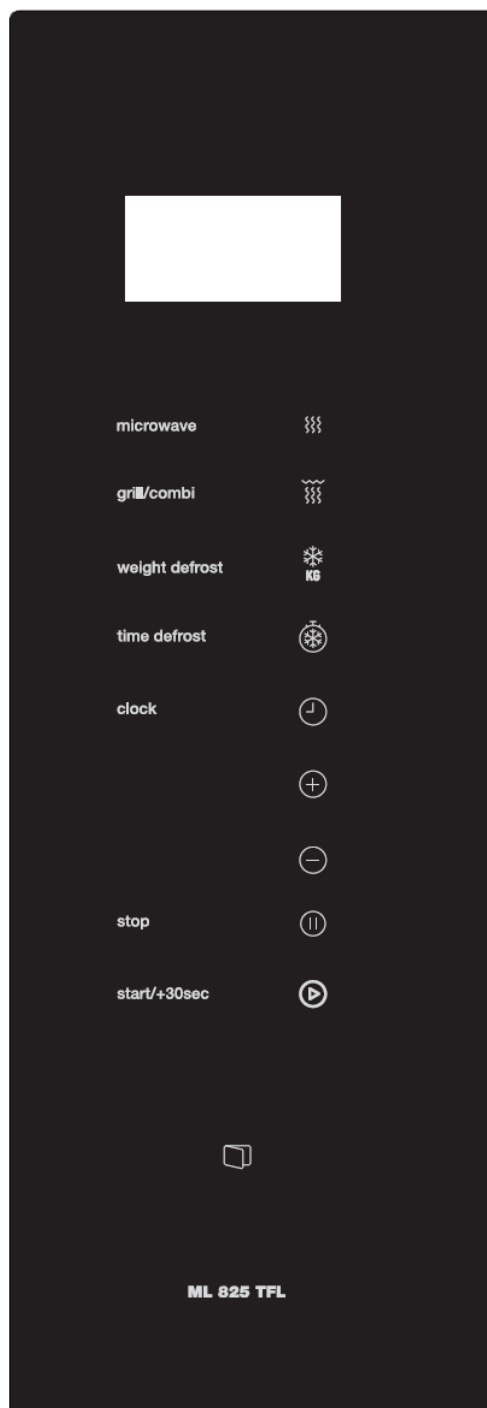 microwave
grill/combi
weight defrost
KG
time defrost
clock
stop
start/+30sec
ML 825 TFL